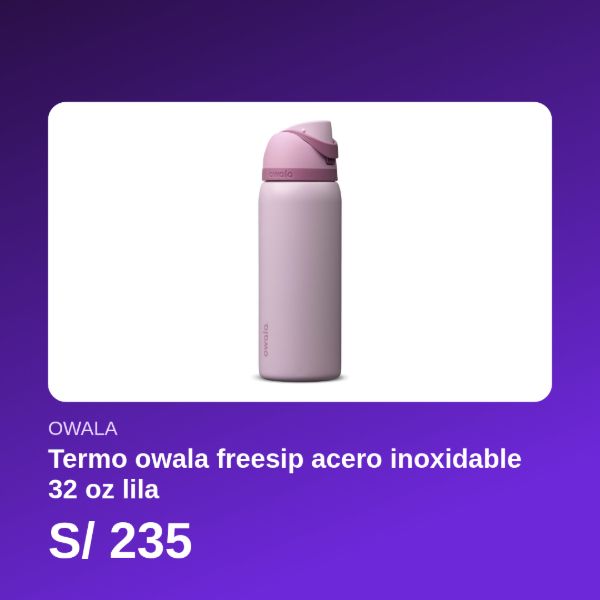 owala
owala
OWALA
Termo owala freesip acero inoxidable
32 oz lila
S/ 235